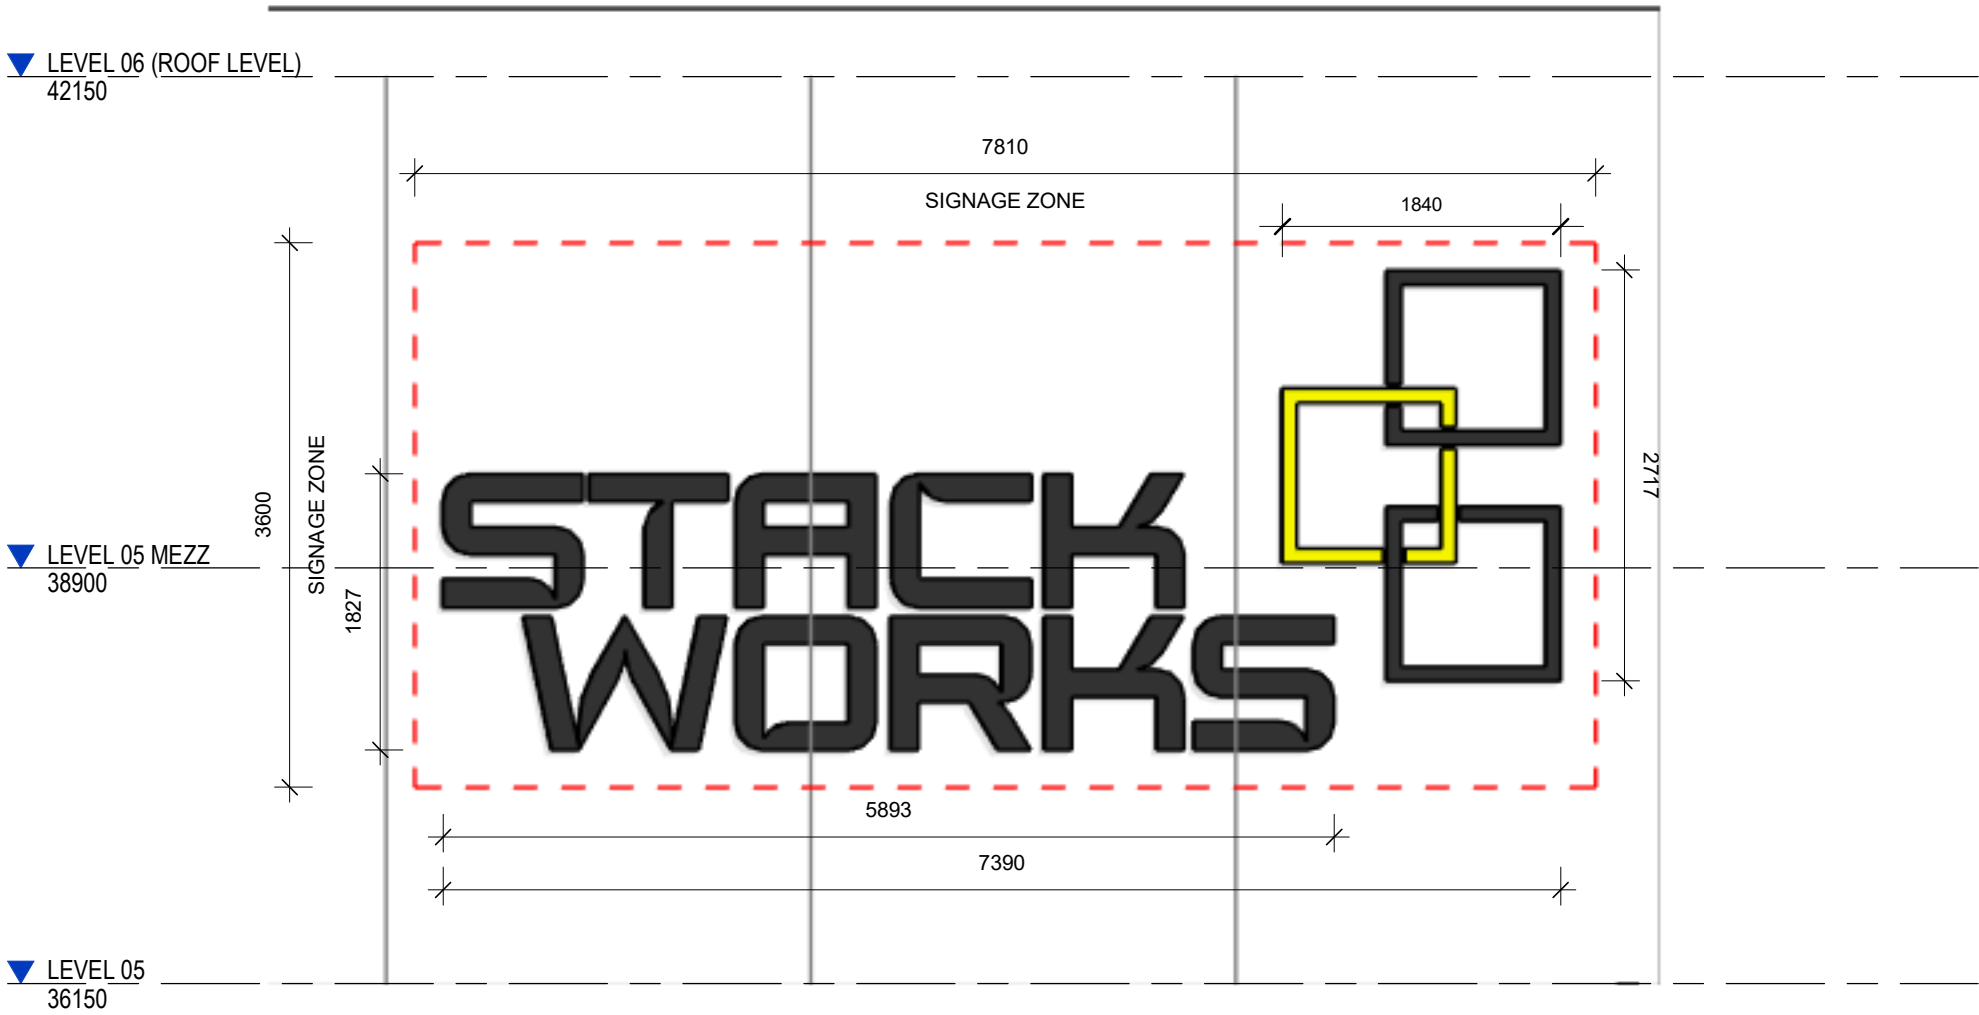 LEVEL 06 (ROOF LEVEL)
42150
7810
SIGNAGE ZONE
1840
3600
SIGNAGE ZONE
2717
STACK
WORKS
LEVEL 05 MEZZ
38900
1827
5893
7390
LEVEL 05
36150